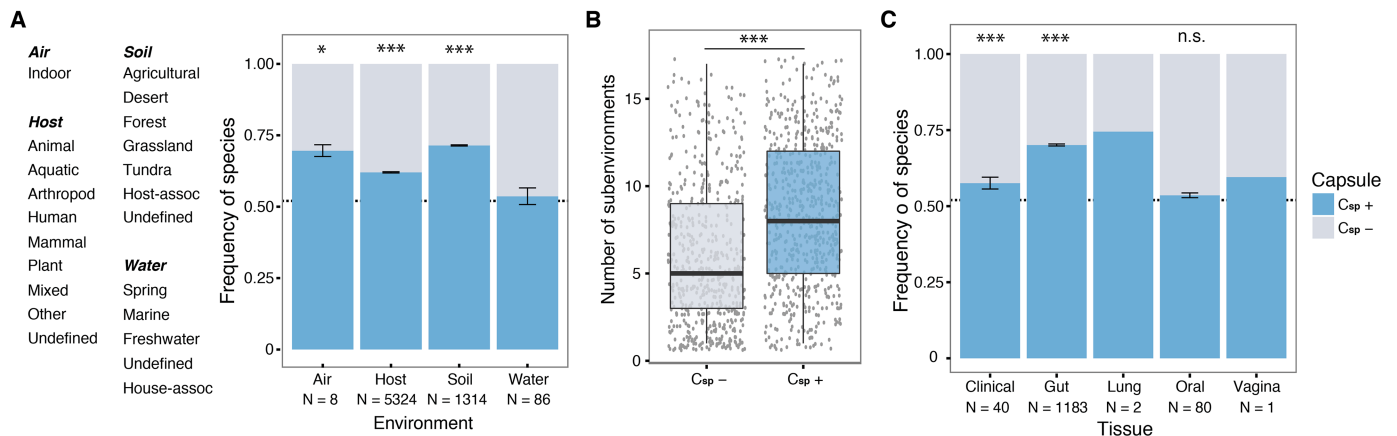 A
Air
Indoor
Host
Animal
Aquatic
Arthropod
Human
Mammal
Plant
Mixed
Other
Undefined
Soil
Agricultural
Desert
Forest
Grassland
Tundra
Host-assoc
Undefined
Water
Spring
Marine
Freshwater
Undefined
House-assoc
Frequency of species
1.00
0.75
0.50
0.25
0
* *** ***
Air Host Soil Water
N = 8 N = 5324 N = 1314 N = 86
Environment
B
Number of subenvironments
15
10
5
0
***
Csp − Csp +
C
Frequency o of species
1.00
0.75
0.50
0.25
0
*** *** n.s.
Clinical Gut Lung Oral Vagina
N = 40 N = 1183 N = 2 N = 80 N = 1
Tissue
Capsule
Csp +
Csp −